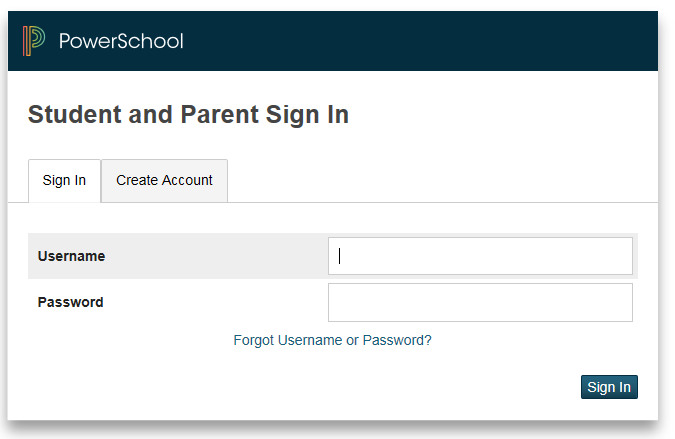 PowerSchool
Student and Parent Sign In
Sign In
Create Account
Username
Password
Forgot Username or Password?
Sign In